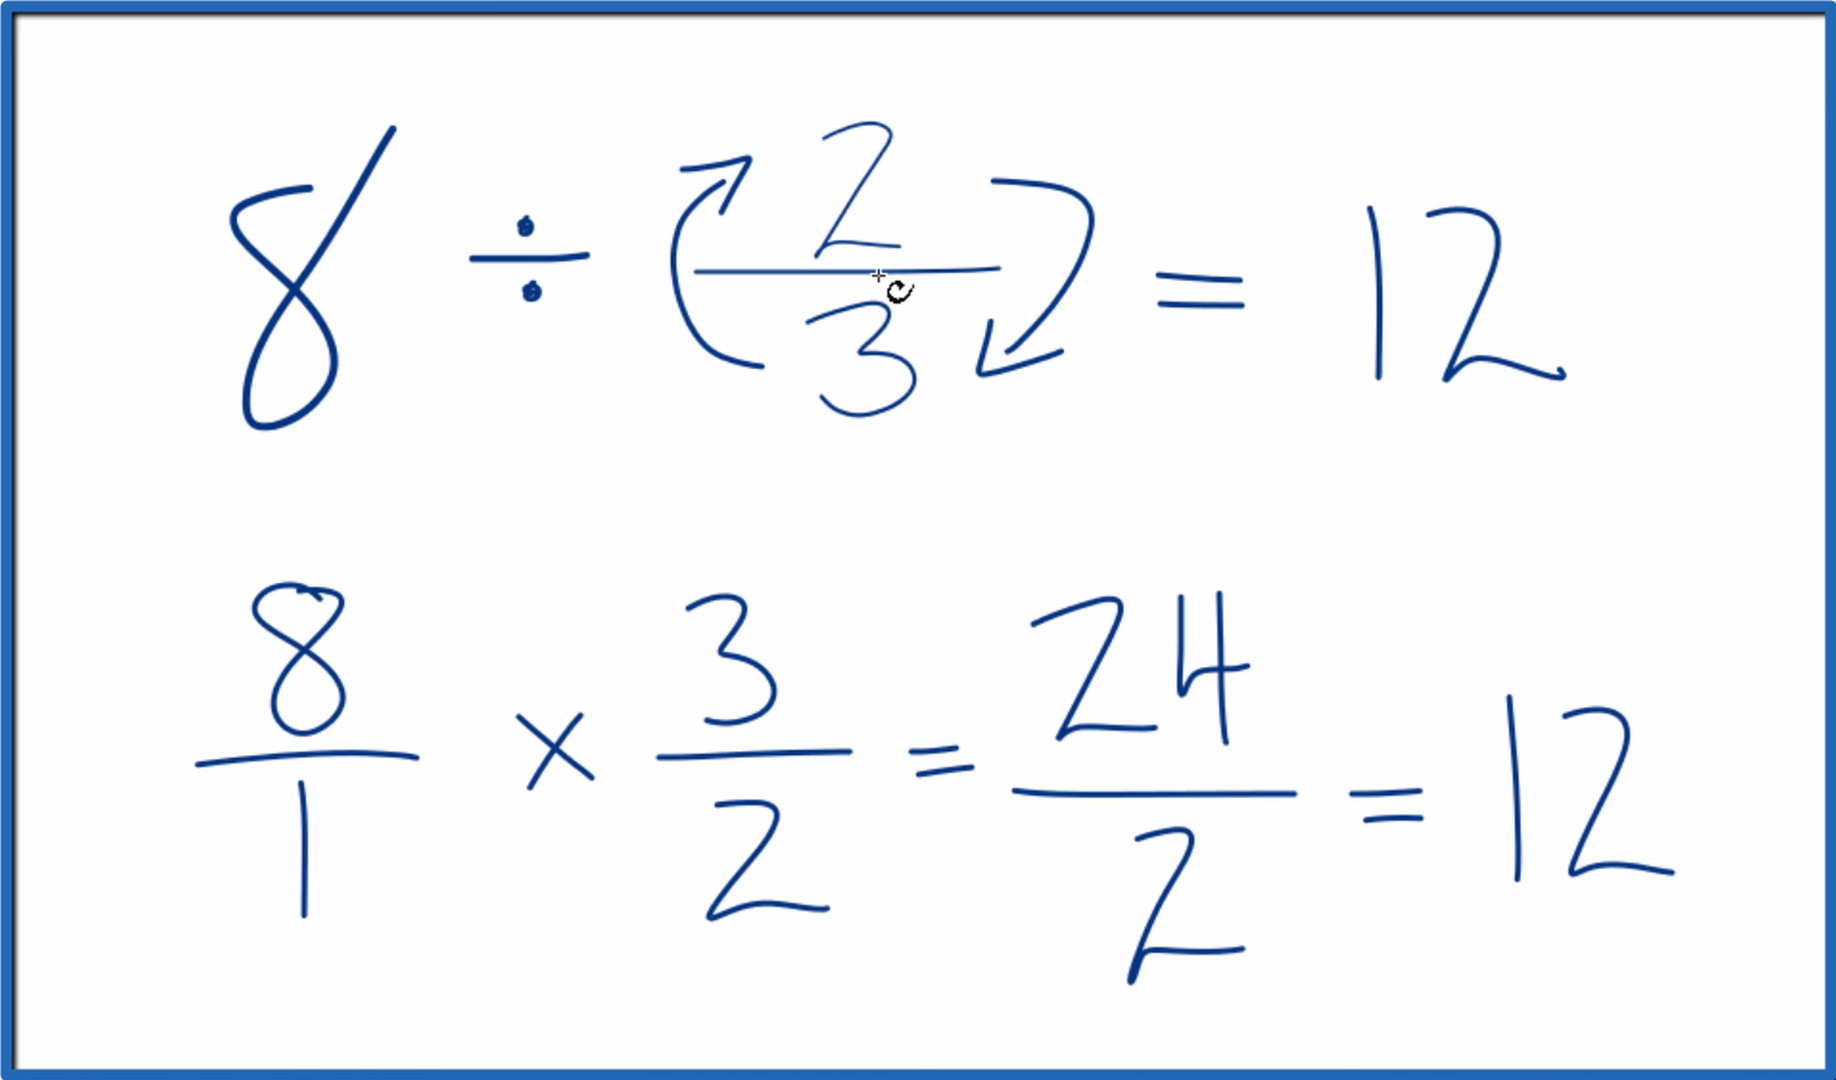 8 ÷ 2/3 = 12
8/1 × 3/2 = 24/2 = 12